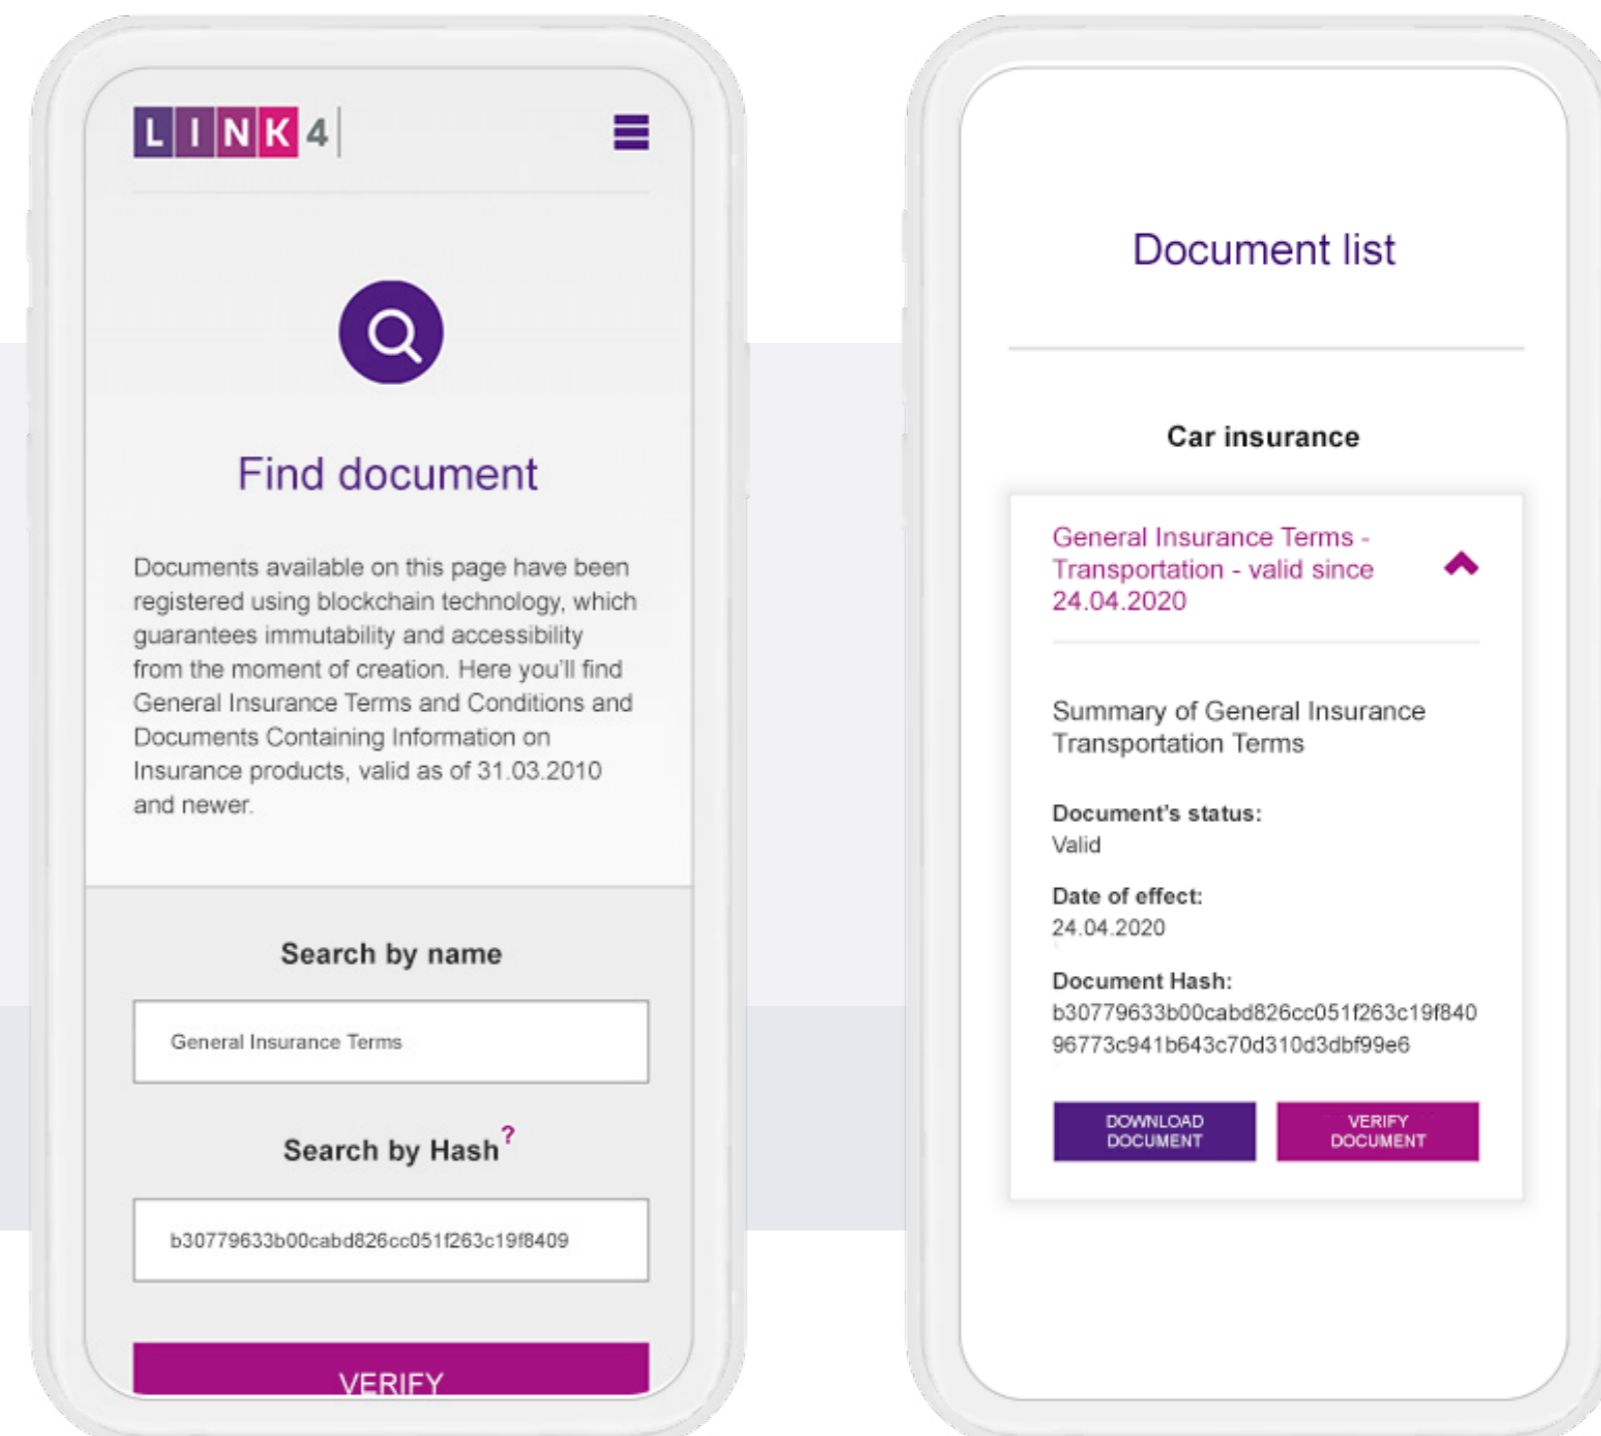 LINK4
Find document
Documents available on this page have been
registered using blockchain technology, which
guarantees immutability and accessibility
from the moment of creation. Here you'll find
General Insurance Terms and Conditions and
Documents Containing Information on
Insurance products, valid as of 31.03.2010
and newer.
Search by name
General Insurance Terms
Search by Hash?
b30779633b00cabd826cc051f263c19f8409
VERIFY
Document list
Car insurance
General Insurance Terms -
Transportation - valid since
24.04.2020
Summary of General Insurance
Transportation Terms
Document's status:
Valid
Date of effect:
24.04.2020
Document Hash:
b30779633b00cabd826cc051f263c19f840
96773c941b643c70d310d3dbf99e6
DOWNLOAD
DOCUMENT
VERIFY
DOCUMENT